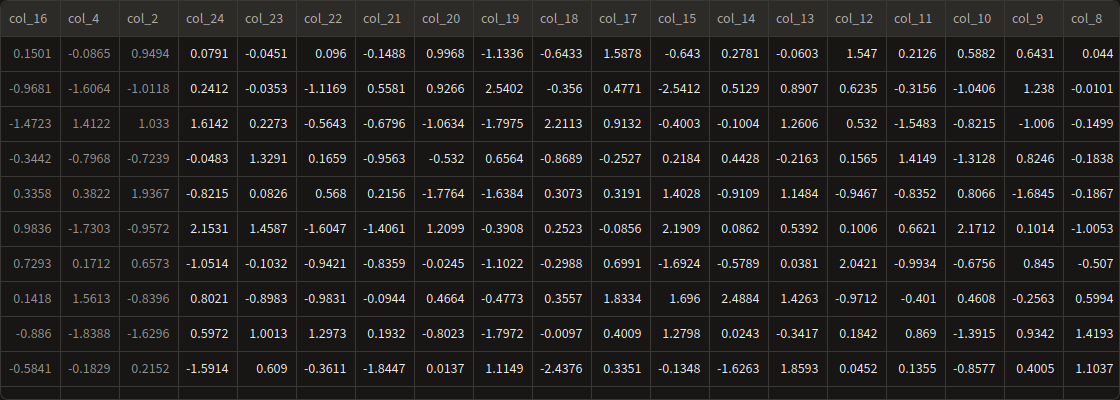 col_16 col_4 col_2 col_24 col_23 col_22 col_21 col_20 col_19 col_18 col_17 col_15 col_14 col_13 col_12 col_11 col_10 col_9 col_8
0.1501 -0.0865 0.9494 0.0791 -0.0451 0.096 -0.1488 0.9968 -1.1336 -0.6433 1.5878 -0.643 0.2781 -0.0603 1.547 0.2126 0.5882 0.6431 0.044
-0.9681 -1.6064 -1.0118 0.2412 -0.0353 -1.1169 0.5581 0.9266 2.5402 -0.356 0.4771 -2.5412 0.5129 0.8907 0.6235 -0.3156 -1.0406 1.238 -0.0101
-1.4723 1.4122 1.033 1.6142 0.2273 -0.5643 -0.6796 -1.0634 -1.7975 2.2113 0.9132 -0.4003 -0.1004 1.2606 0.532 -1.5483 -0.8215 -1.006 -0.1499
-0.3442 -0.7968 -0.7239 -0.0483 1.3291 0.1659 -0.9563 -0.532 0.6564 -0.8689 -0.2527 0.2184 0.4428 -0.2163 0.1565 1.4149 -1.3128 0.8246 -0.1838
0.3358 0.3822 1.9367 -0.8215 0.0826 0.568 0.2156 -1.7764 -1.6384 0.3073 0.3191 1.4028 -0.9109 1.1484 -0.9467 -0.8352 0.8066 -1.6845 -0.1867
0.9836 -1.7303 -0.9572 2.1531 1.4587 -1.6047 -1.4061 1.2099 -0.3908 0.2523 -0.0856 2.1909 0.0862 0.5392 0.1006 0.6621 2.1712 0.1014 -1.0053
0.7293 0.1712 0.6573 -1.0514 -0.1032 -0.9421 -0.8359 -0.0245 -1.1022 -0.2988 0.6991 -1.6924 -0.5789 0.0381 2.0421 -0.9934 -0.6756 0.845 -0.507
0.1418 1.5613 -0.8396 0.8021 -0.8983 -0.9831 -0.0944 0.4664 -0.4773 0.3557 1.8334 1.696 2.4884 1.4263 -0.9712 -0.401 0.4608 -0.2563 0.5994
-0.886 -1.8388 -1.6296 0.5972 1.0013 1.2973 0.1932 -0.8023 -1.7972 -0.0097 0.4009 1.2798 0.0243 -0.3417 0.1842 0.869 -1.3915 0.9342 1.4193
-0.5841 -0.1829 0.2152 -1.5914 0.609 -0.3611 -1.8447 0.0137 1.1149 -2.4376 0.3351 -0.1348 -1.6263 1.8593 0.0452 0.1355 -0.8577 0.4005 1.1037